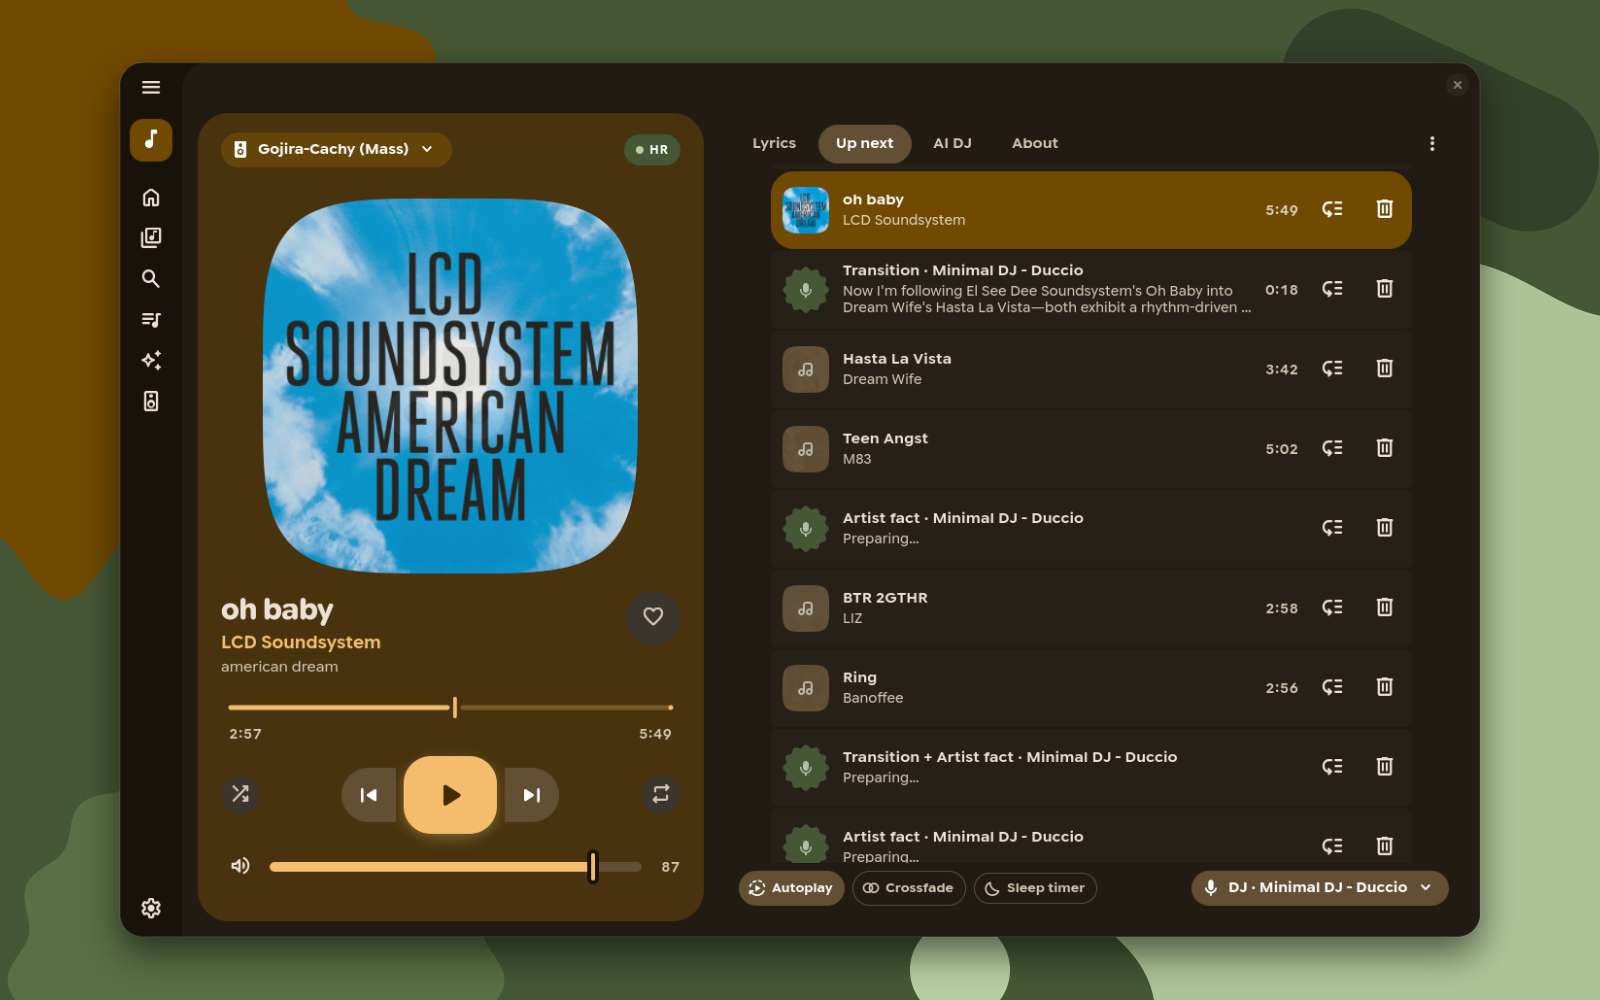 Gojira-Cachy (Mass)
HR
LCD
SOUNDSYSTEM
AMERICAN
DREAM
oh baby
LCD Soundsystem
american dream
2:57
5:49
87
Lyrics
Up next
AI DJ
About
LCD
SOUNDSYSTEM
AMERICAN
DREAM
oh baby
LCD Soundsystem
5:49
Transition · Minimal DJ - Duccio
Now I'm following El See Dee Soundsystem's Oh Baby into
Dream Wife's Hasta La Vista—both exhibit a rhythm-driven ...
0:18
Hasta La Vista
Dream Wife
3:42
Teen Angst
M83
5:02
Artist fact · Minimal DJ - Duccio
Preparing...
BTR 2GTHR
LIZ
2:58
Ring
Banoffee
2:56
Transition + Artist fact · Minimal DJ - Duccio
Preparing...
Artist fact · Minimal DJ - Duccio
Preparing...
Autoplay
Crossfade
Sleep timer
DJ · Minimal DJ - Duccio